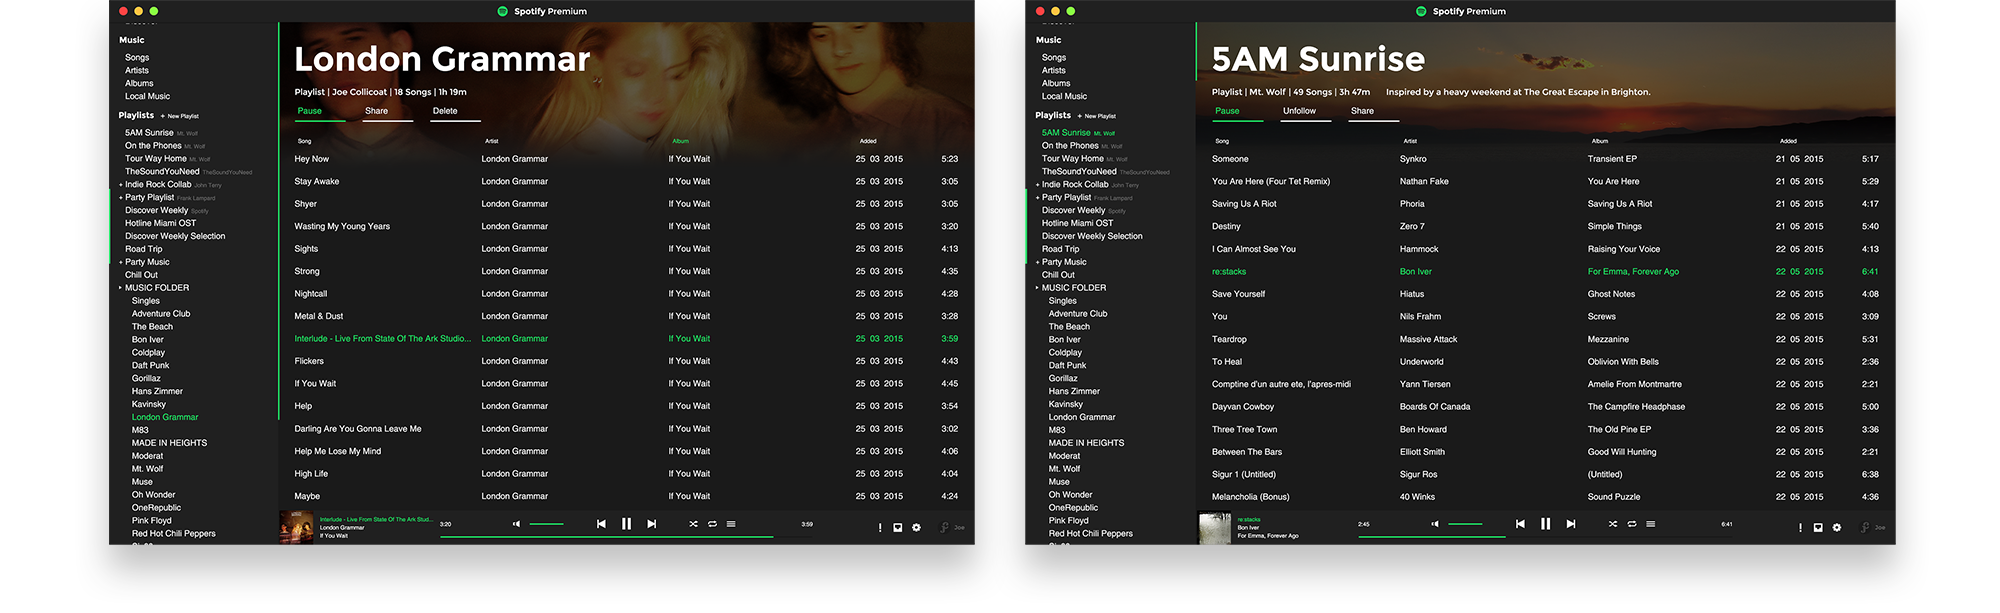 Spotify Premium
Music
Songs
Artists
Albums
Local Music
Playlists + New Playlist
5AM Sunrise Mt. Wolf
On the Phones Mt. Wolf
Tour Way Home Mt. Wolf
TheSoundYouNeed TheSoundYouNeed
+ Indie Rock Collab John Terry
+ Party Playlist Frank Lampard
Discover Weekly Spotify
Hotline Miami OST
Discover Weekly Selection
Road Trip
+ Party Music
Chill Out
MUSIC FOLDER
Singles
Adventure Club
The Beach
Bon Iver
Coldplay
Daft Punk
Gorillaz
Hans Zimmer
Kavinsky
London Grammar
M83
MADE IN HEIGHTS
Moderat
Mt. Wolf
Muse
Oh Wonder
OneRepublic
Pink Floyd
Red Hot Chili Peppers
London Grammar
Playlist | Joe Collicoat | 18 Songs | 1h 19m
Pause Share Delete
Song Artist Album Added
Hey Now London Grammar If You Wait 25 03 2015 5:23
Stay Awake London Grammar If You Wait 25 03 2015 3:05
Shyer London Grammar If You Wait 25 03 2015 3:05
Wasting My Young Years London Grammar If You Wait 25 03 2015 3:20
Sights London Grammar If You Wait 25 03 2015 4:13
Strong London Grammar If You Wait 25 03 2015 4:35
Nightcall London Grammar If You Wait 25 03 2015 4:28
Metal & Dust London Grammar If You Wait 25 03 2015 3:28
Interlude - Live From State Of The Ark Studio... London Grammar If You Wait 25 03 2015 3:59
Flickers London Grammar If You Wait 25 03 2015 4:43
If You Wait London Grammar If You Wait 25 03 2015 4:45
Help London Grammar If You Wait 25 03 2015 3:54
Darling Are You Gonna Leave Me London Grammar If You Wait 25 03 2015 3:02
Help Me Lose My Mind London Grammar If You Wait 25 03 2015 4:06
High Life London Grammar If You Wait 25 03 2015 4:04
Maybe London Grammar If You Wait 25 03 2015 4:24
Interlude - Live From State Of The Ark Stud...
London Grammar
If You Wait
3:20 3:59
Joe
Spotify Premium
Music
Songs
Artists
Albums
Local Music
Playlists + New Playlist
5AM Sunrise Mt. Wolf
On the Phones Mt. Wolf
Tour Way Home Mt. Wolf
TheSoundYouNeed TheSoundYouNeed
+ Indie Rock Collab John Terry
+ Party Playlist Frank Lampard
Discover Weekly Spotify
Hotline Miami OST
Discover Weekly Selection
Road Trip
+ Party Music
Chill Out
MUSIC FOLDER
Singles
Adventure Club
The Beach
Bon Iver
Coldplay
Daft Punk
Gorillaz
Hans Zimmer
Kavinsky
London Grammar
M83
MADE IN HEIGHTS
Moderat
Mt. Wolf
Muse
Oh Wonder
OneRepublic
Pink Floyd
Red Hot Chili Peppers
5AM Sunrise
Playlist | Mt. Wolf | 49 Songs | 3h 47m Inspired by a heavy weekend at The Great Escape in Brighton.
Pause Unfollow Share
Song Artist Album Added
Someone Synkro Transient EP 21 05 2015 5:17
You Are Here (Four Tet Remix) Nathan Fake You Are Here 21 05 2015 5:29
Saving Us A Riot Phoria Saving Us A Riot 21 05 2015 4:17
Destiny Zero 7 Simple Things 21 05 2015 5:40
I Can Almost See You Hammock Raising Your Voice 22 05 2015 4:13
re:stacks Bon Iver For Emma, Forever Ago 22 05 2015 6:41
Save Yourself Hiatus Ghost Notes 22 05 2015 4:08
You Nils Frahm Screws 22 05 2015 3:09
Teardrop Massive Attack Mezzanine 22 05 2015 5:31
To Heal Underworld Oblivion With Bells 22 05 2015 2:36
Comptine d'un autre ete, l'apres-midi Yann Tiersen Amelie From Montmartre 22 05 2015 2:21
Dayvan Cowboy Boards Of Canada The Campfire Headphase 22 05 2015 5:00
Three Tree Town Ben Howard The Old Pine EP 22 05 2015 3:36
Between The Bars Elliott Smith Good Will Hunting 22 05 2015 2:21
Sigur 1 (Untitled) Sigur Ros (Untitled) 22 05 2015 6:38
Melancholia (Bonus) 40 Winks Sound Puzzle 22 05 2015 4:36
re:stacks
Bon Iver
For Emma, Forever Ago
2:45 6:41
Joe